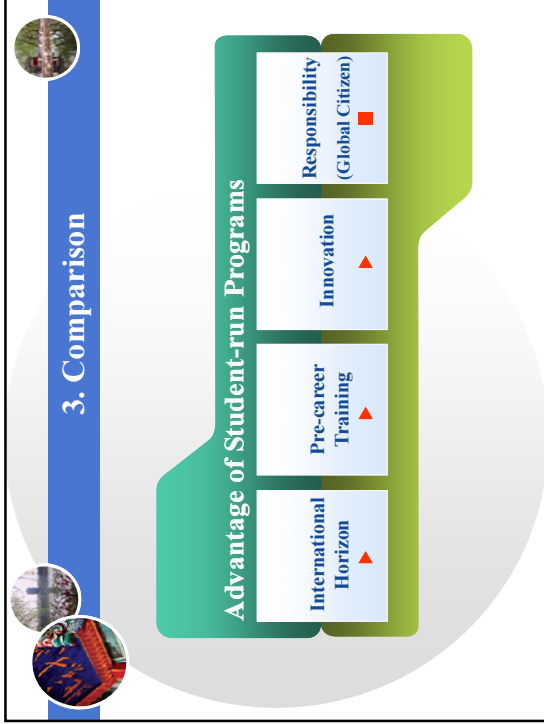 3. Comparison
Advantage of Student-run Programs
International
Horizon
Pre-career
Training
Innovation
Responsibility
(Global Citizen)